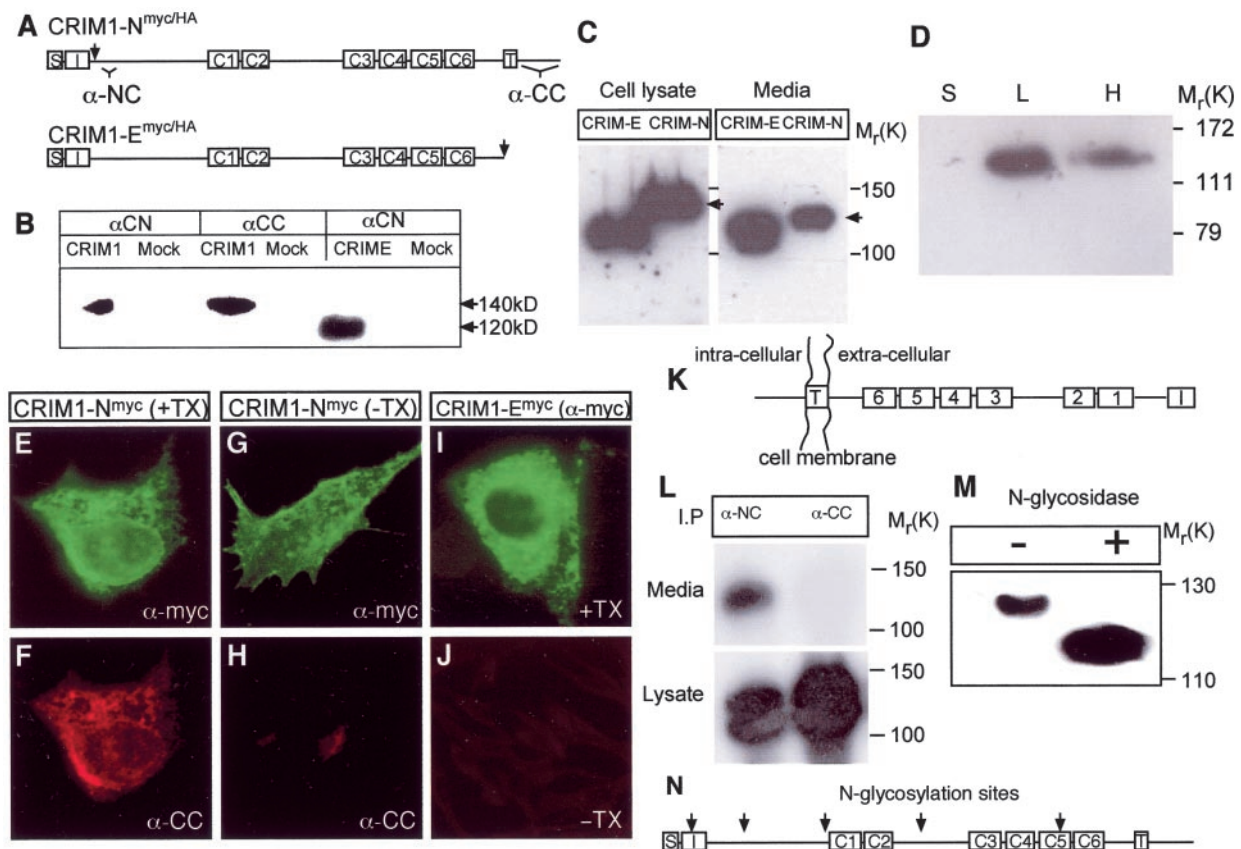 A
CRIM1-N^myc/HA
S I C1 C2 C3 C4 C5 C6 T
α-NC α-CC
CRIM1-E^myc/HA
S I C1 C2 C3 C4 C5 C6
B
αCN αCC αCN
CRIM1 Mock CRIM1 Mock CRIME Mock
140kD
120kD
C
Cell lysate Media
CRIM-E CRIM-N CRIM-E CRIM-N Mr(K)
-150
-100
D
S L H Mr(K)
- 172
- 111
- 79
CRIM1-Nmyc (+TX) CRIM1-Nmyc (-TX) CRIM1-Emyc (α-myc)
E
α-myc
G
α-myc
I
+TX
F
α-CC
H
α-CC
J
-TX
K
intra-cellular extra-cellular
T 6 5 4 3 2 1 I
cell membrane
L
I.P α-NC α-CC Mr(K)
Media
- 150
- 100
Lysate
- 150
- 100
M
N-glycosidase
- + Mr(K)
- 130
- 110
N
N-glycosylation sites
S I C1 C2 C3 C4 C5 C6 T